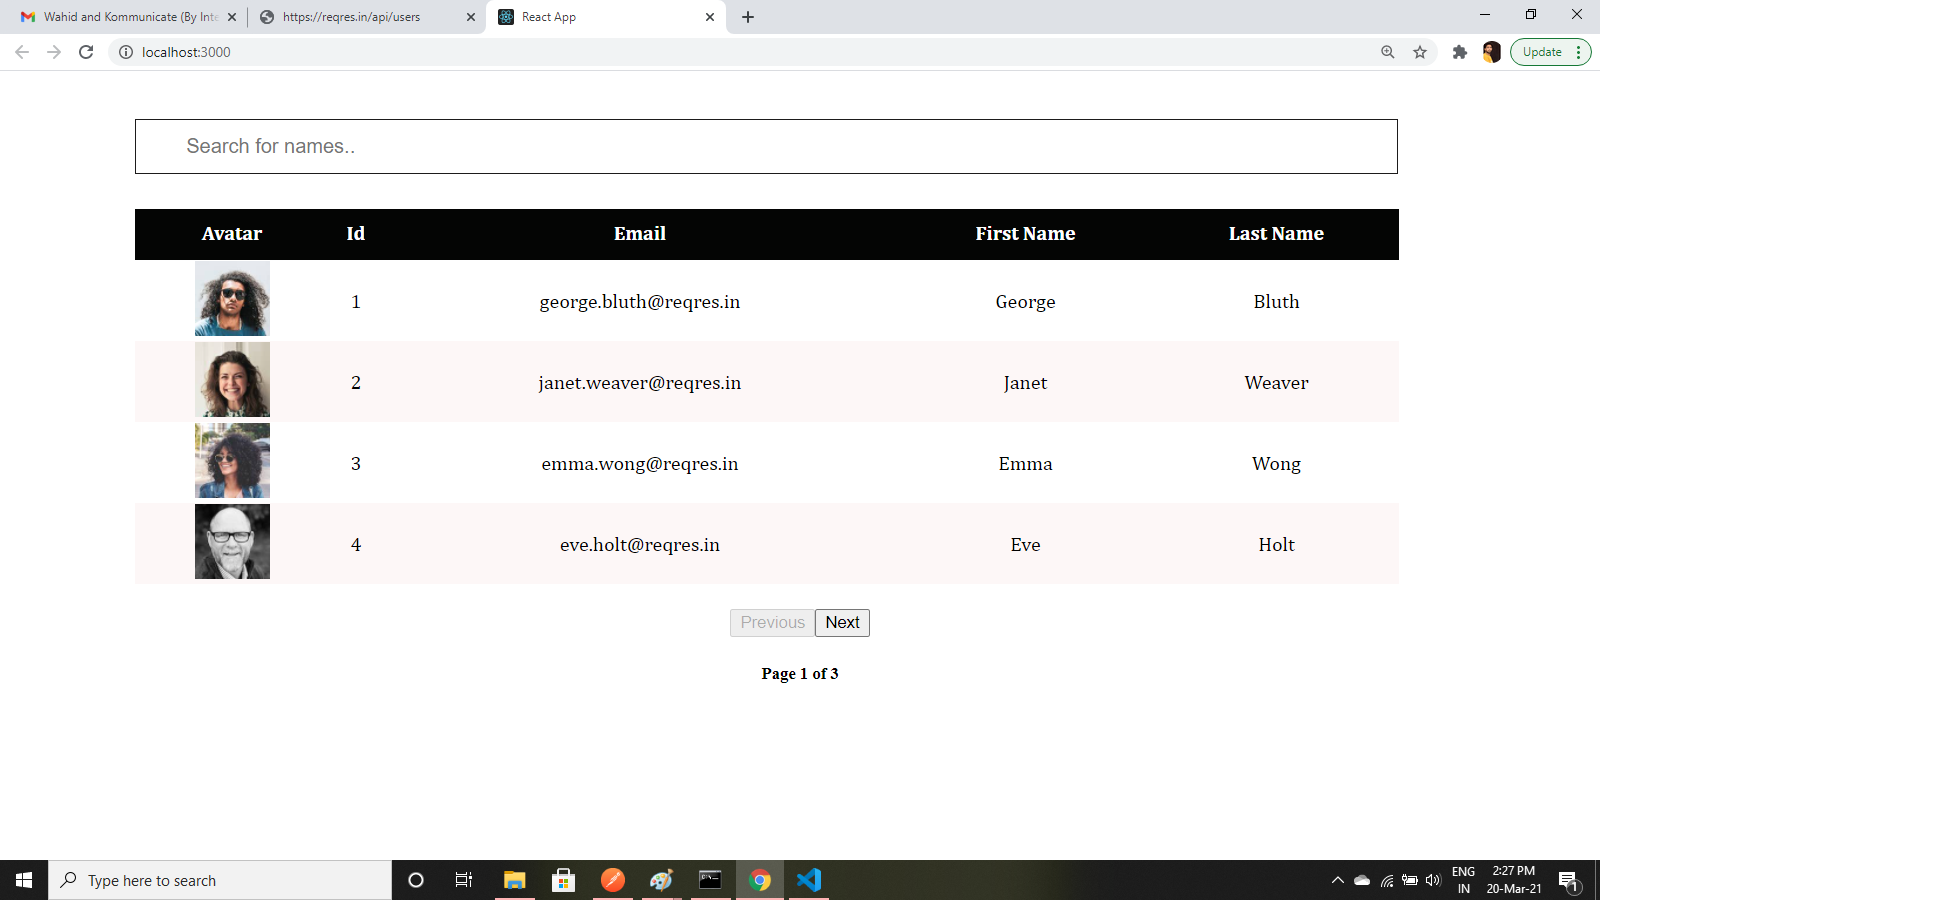 Wahid and Kommunicate (By Inte
https://reqres.in/api/users
React App
localhost:3000
Update
Search for names..
Avatar Id Email First Name Last Name
1 george.bluth@reqres.in George Bluth
2 janet.weaver@reqres.in Janet Weaver
3 emma.wong@reqres.in Emma Wong
4 eve.holt@reqres.in Eve Holt
Previous Next
Page 1 of 3
Type here to search
ENG
IN
2:27 PM
20-Mar-21
1